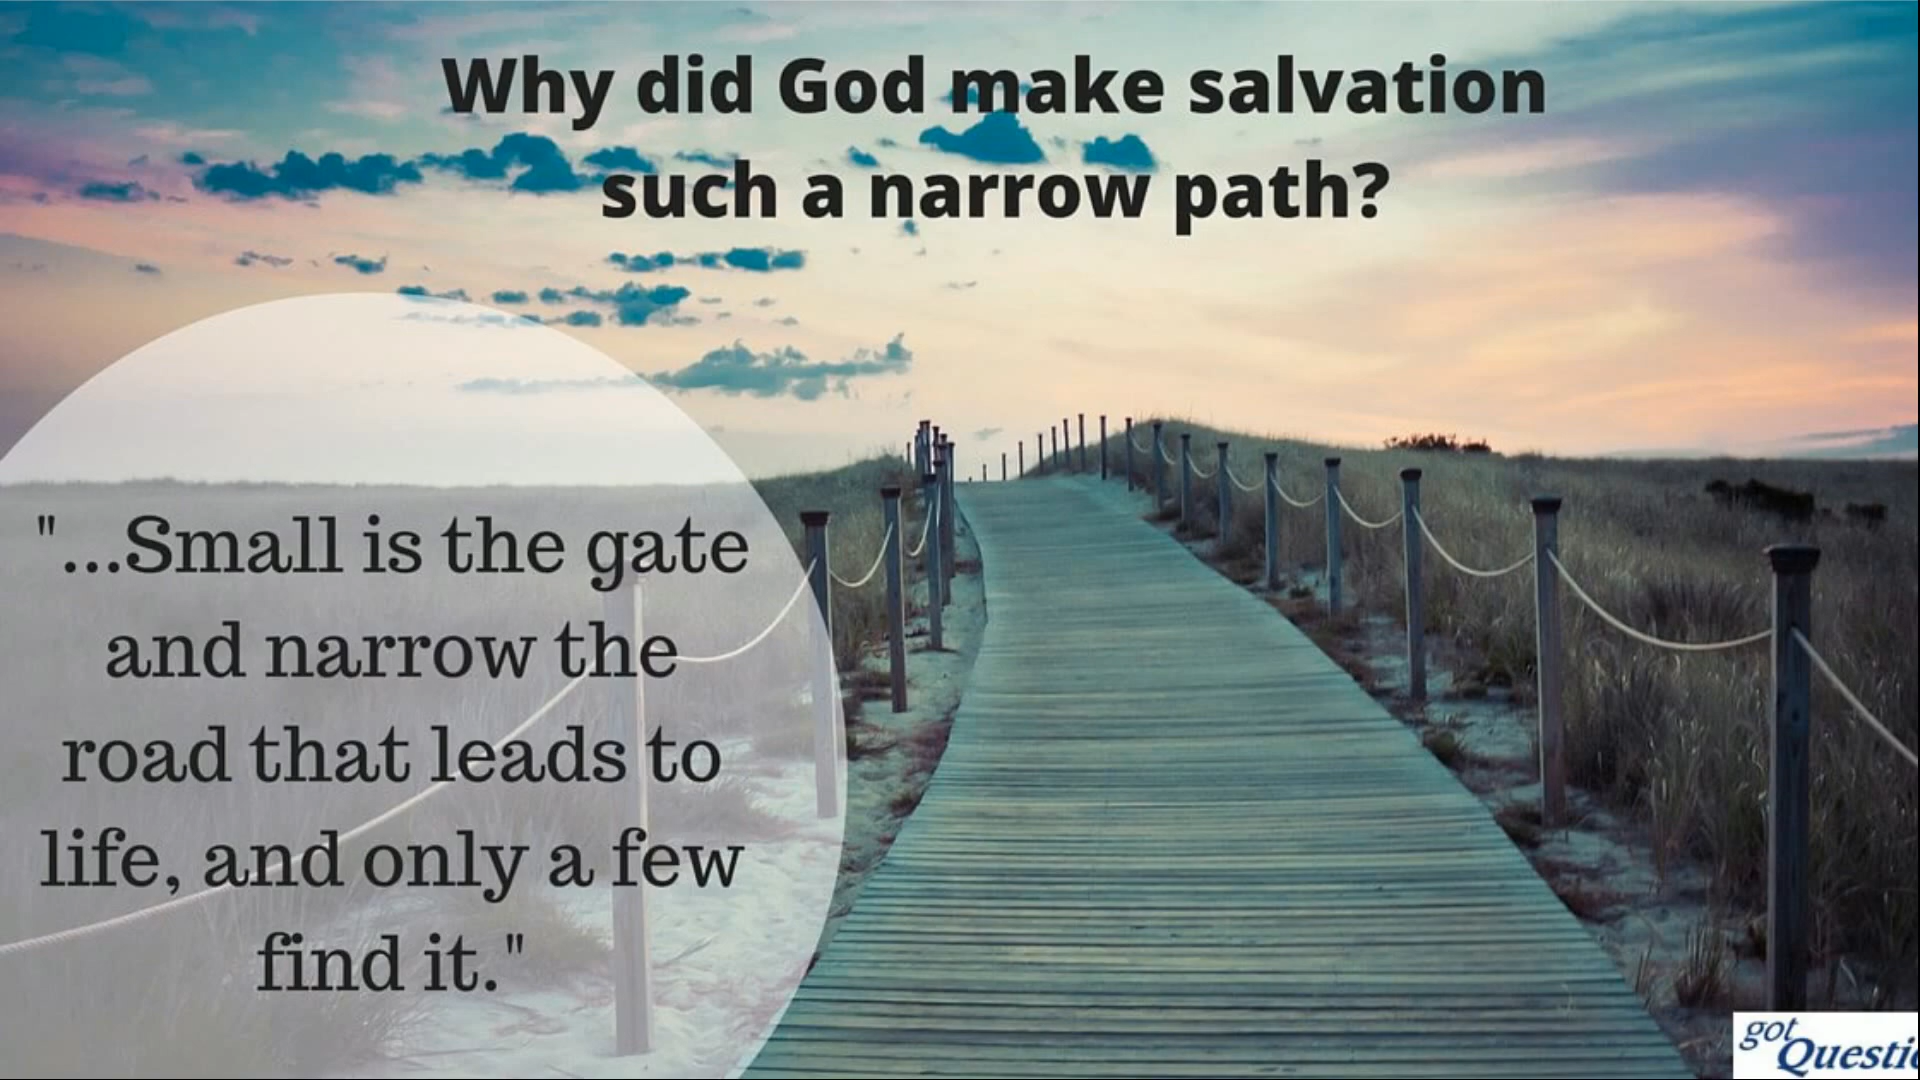 Why did God make salvation
such a narrow path?
"...Small is the gate
and narrow the
road that leads to
life, and only a few
find it."
got